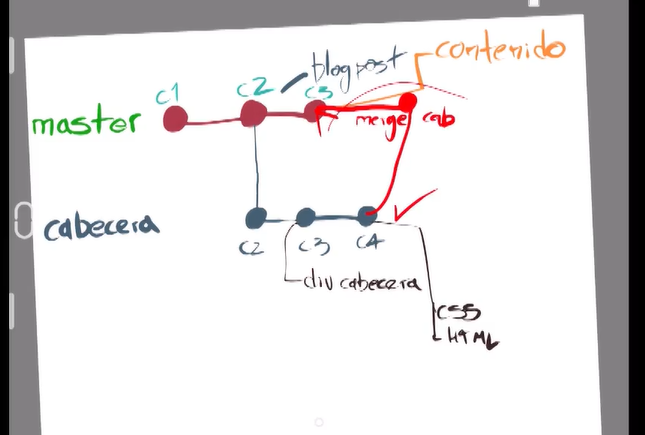 contenido
blogpost
c1 c2 c3
master
merge cab
cabecera
c2 c3 c4
div cabecera
css
HTML